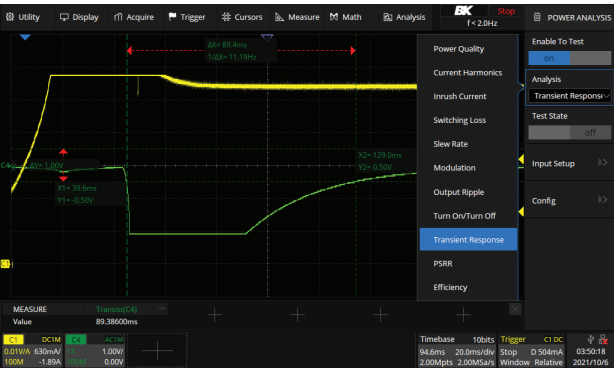 Utility Display Acquire Trigger Cursors Measure Math Analysis BK Stop POWER ANALYSIS
f < 2.0Hz
Enable To Test
on
Analysis
Transient Response
Test State
off
Input Setup
Config
Power Quality
Current Harmonics
Inrush Current
Switching Loss
Slew Rate
Modulation
Output Ripple
Turn On/Turn Off
Transient Response
PSRR
Efficiency
ΔX= 89.4ms
1/ΔX= 11.19Hz
C4 ΔY= 1.00V
X2= 129.0ms
Y2= 0.50V
X1= 39.6ms
Y1= -0.50V
C1
MEASURE Transist(C4)
Value 89.38600ms
C1 DC1M C4 AC1M Timebase 10bits Trigger C1 DC
0.01V/A 630mA/ 1X 1.00V/ 94.6ms 20.0ms/div Stop D 504mA 03:50:18
100M -1.89A 100M 0.00V 2.00Mpts 2.00MSa/s Window Relative 2021/10/6